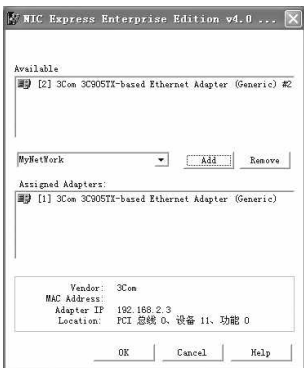 NIC Express Enterprise Edition v4.0 ...
Available
[2] 3Com 3C905TX-based Ethernet Adapter (Generic) #2
MyNetVork
Add
Remove
Assigned Adapters:
[1] 3Com 3C905TX-based Ethernet Adapter (Generic)
Vendor: 3Com
MAC Address:
Adapter IP 192.168.2.3
Location: PCI 总线 0、设备 11、功能 0
OK
Cancel
Help